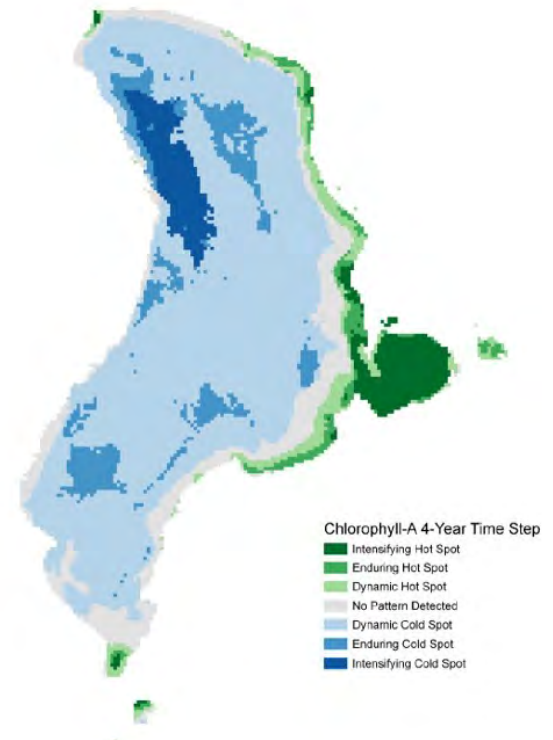 Chlorophyll-A 4-Year Time Step
Intensifying Hot Spot
Enduring Hot Spot
Dynamic Hot Spot
No Pattern Detected
Dynamic Cold Spot
Enduring Cold Spot
Intensifying Cold Spot